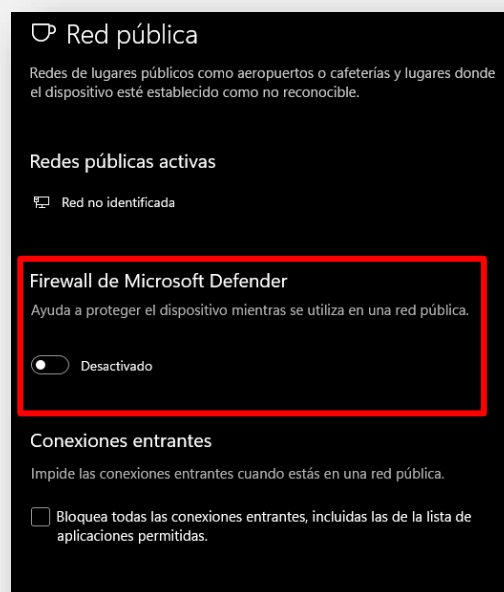 Red pública
Redes de lugares públicos como aeropuertos o cafeterías y lugares donde
el dispositivo esté establecido como no reconocible.
Redes públicas activas
Red no identificada
Firewall de Microsoft Defender
Ayuda a proteger el dispositivo mientras se utiliza en una red pública.
Desactivado
Conexiones entrantes
Impide las conexiones entrantes cuando estás en una red pública.
Bloquea todas las conexiones entrantes, incluidas las de la lista de
aplicaciones permitidas.